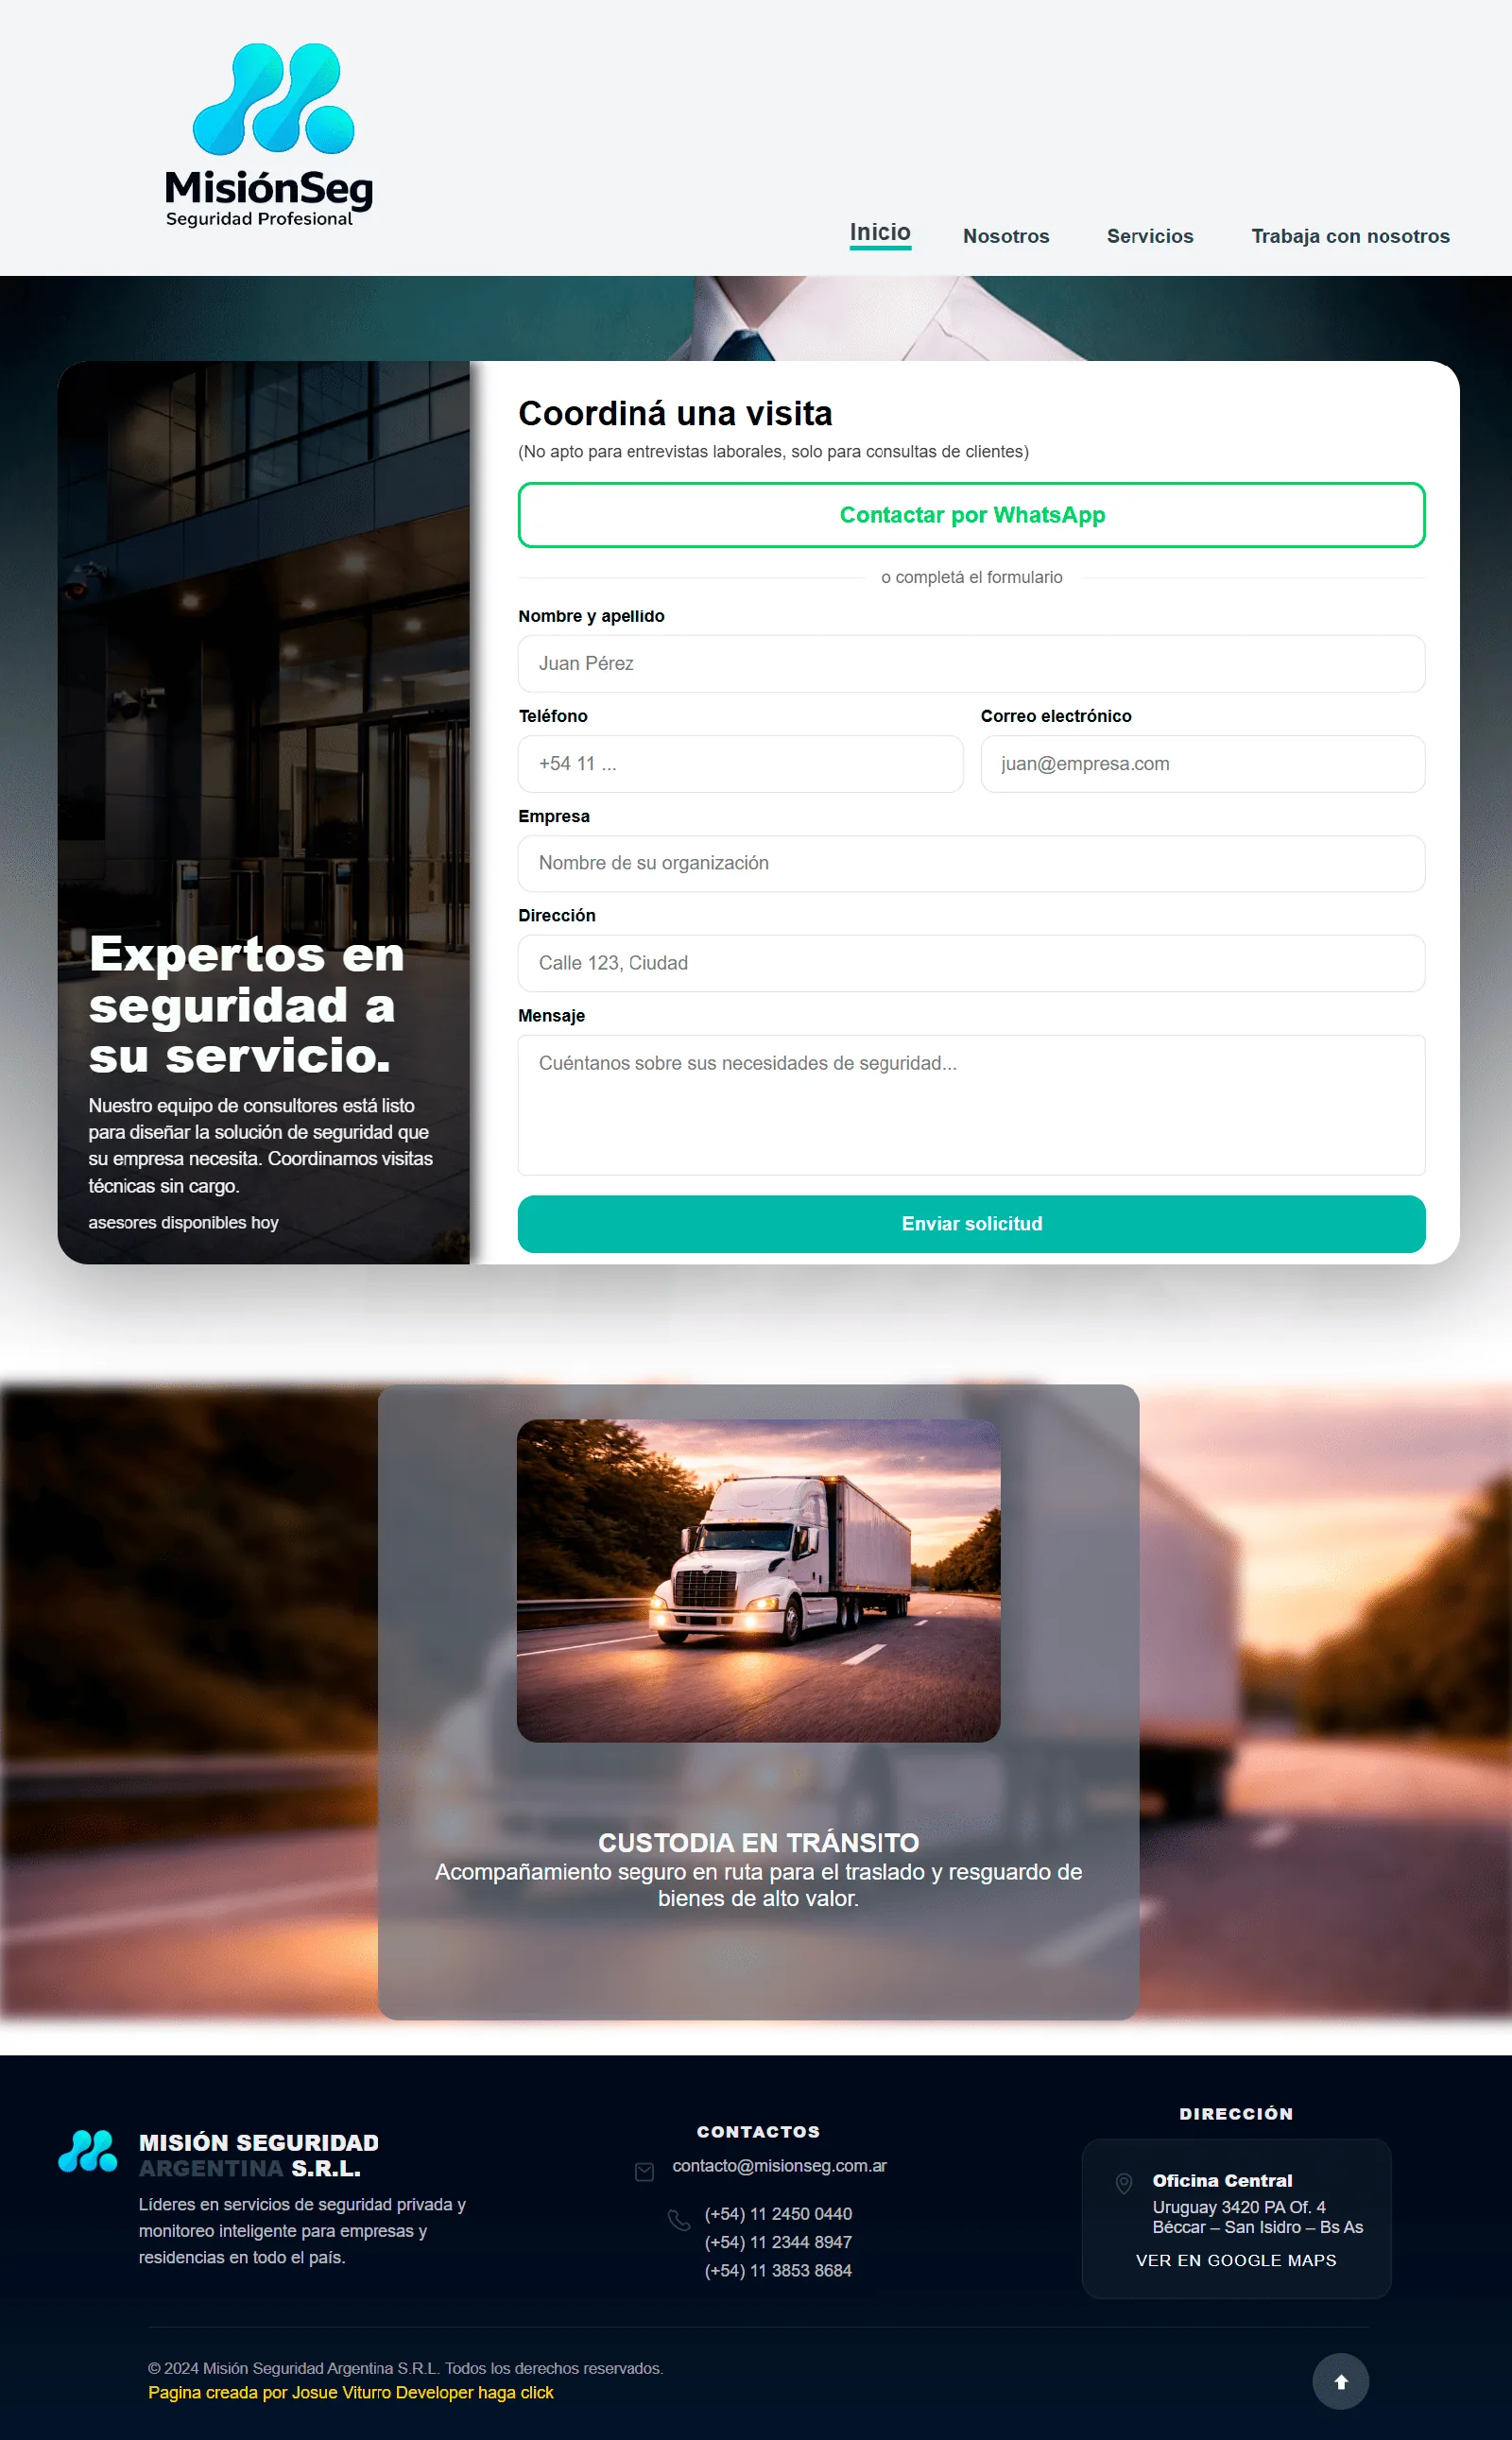 MisiónSeg
Seguridad Profesional
Inicio
Nosotros
Servicios
Trabaja con nosotros
Expertos en
seguridad a
su servicio.
Nuestro equipo de consultores está listo
para diseñar la solución de seguridad que
su empresa necesita. Coordinamos visitas
técnicas sin cargo.
asesores disponibles hoy
Coordiná una visita
(No apto para entrevistas laborales, solo para consultas de clientes)
Contactar por WhatsApp
o completá el formulario
Nombre y apellido
Juan Pérez
Teléfono
+54 11 ...
Correo electrónico
juan@empresa.com
Empresa
Nombre de su organización
Dirección
Calle 123, Ciudad
Mensaje
Cuéntanos sobre sus necesidades de seguridad...
Enviar solicitud
CUSTODIA EN TRÁNSITO
Acompañamiento seguro en ruta para el traslado y resguardo de
bienes de alto valor.
MISIÓN SEGURIDAD
ARGENTINA S.R.L.
Líderes en servicios de seguridad privada y
monitoreo inteligente para empresas y
residencias en todo el país.
CONTACTOS
contacto@misionseg.com.ar
(+54) 11 2450 0440
(+54) 11 2344 8947
(+54) 11 3853 8684
DIRECCIÓN
Oficina Central
Uruguay 3420 PA Of. 4
Béccar – San Isidro – Bs As
VER EN GOOGLE MAPS
© 2024 Misión Seguridad Argentina S.R.L. Todos los derechos reservados.
Pagina creada por Josue Viturro Developer haga click